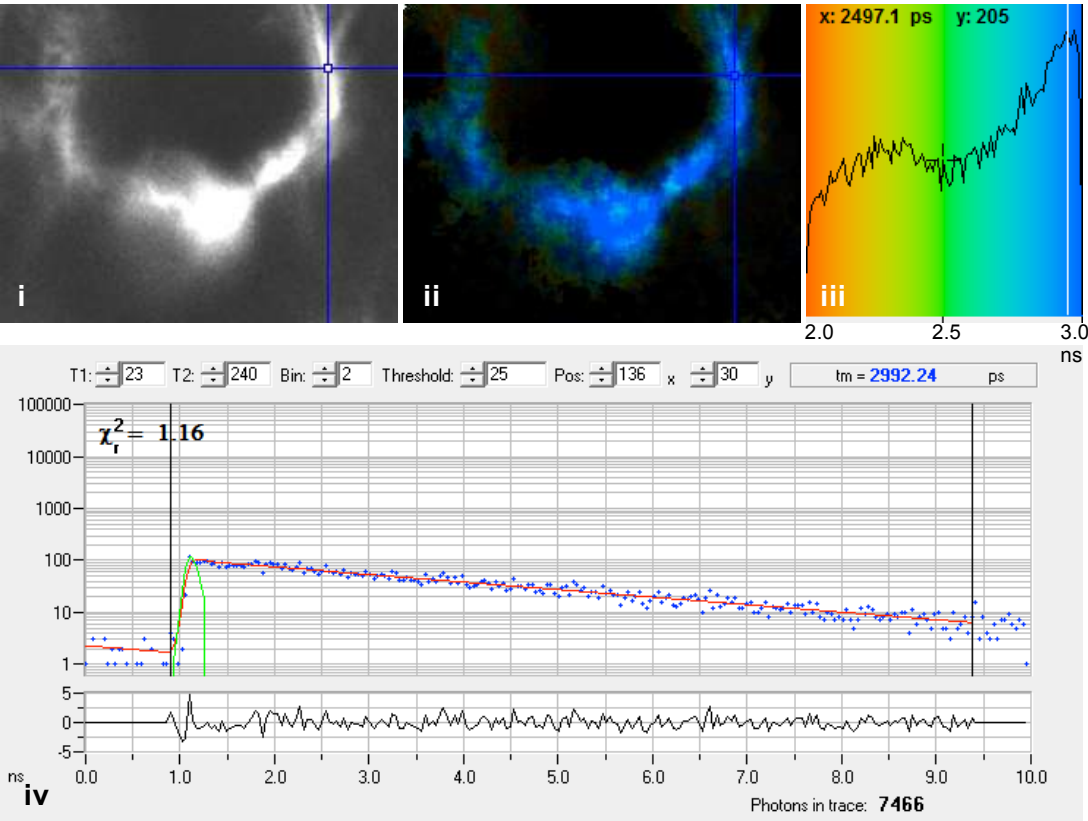 x: 2497.1 ps y: 205
i
ii
iii
2.0 2.5 3.0
ns
T1: 23 T2: 240 Bin: 2 Threshold: 25 Pos: 136 x 30 y tm = 2992.24 ps
100000
χ²r = 1.16
10000
1000
100
10
1
5
0
-5
ns 0.0 1.0 2.0 3.0 4.0 5.0 6.0 7.0 8.0 9.0 10.0
iv
Photons in trace: 7466